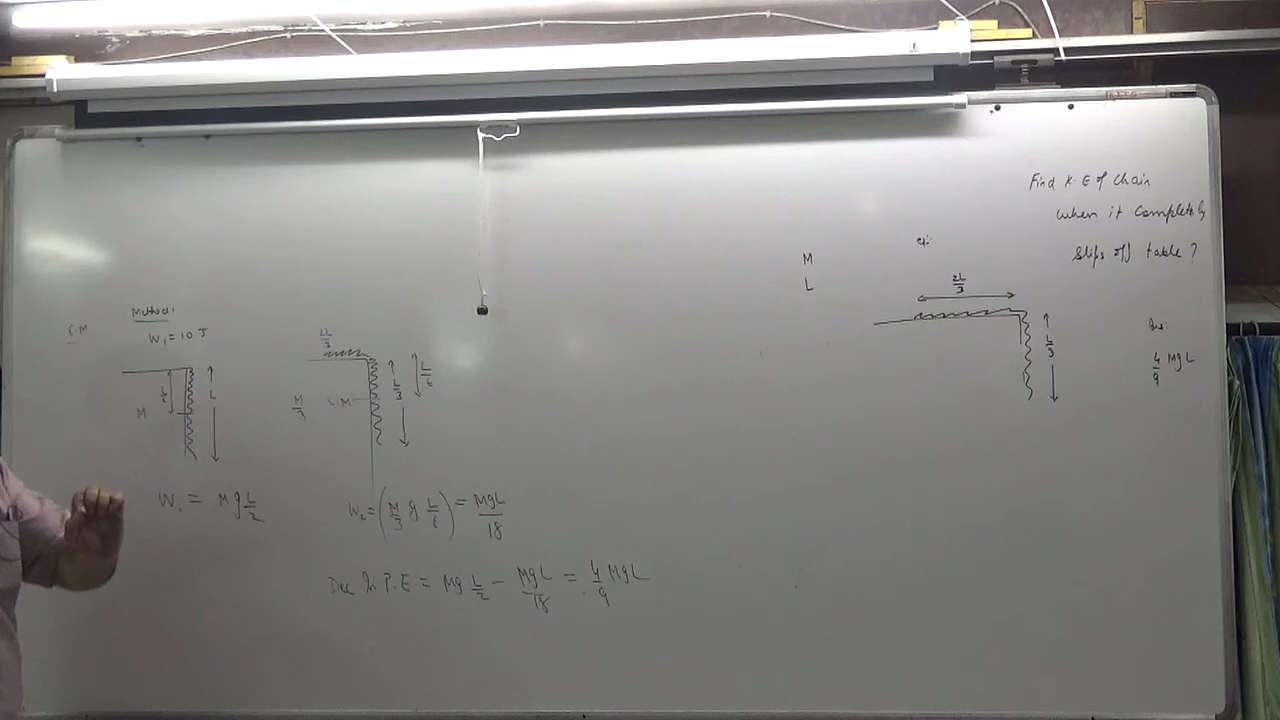 Find K.E of Chain
when it completely
slips off table?
M
L
2L/3
L/3
Ans:
4/9 MgL
C.M
Method:
W₁ = 10 J
L/2
L
M
2L/3
L/3
L/6
M/3
C.M
W₁ = Mg L/2
W₂ = (M/3 g L/6) = MgL/18
Dec In P.E = Mg L/2 - MgL/18 = 4/9 MgL